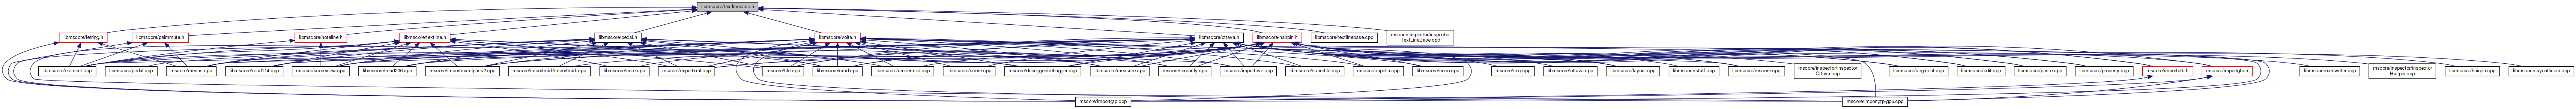 libmscore/textlinebase.h
libmscore/letring.h
libmscore/palmmute.h
libmscore/noteline.h
libmscore/textline.h
libmscore/pedal.h
libmscore/volta.h
libmscore/ottava.h
libmscore/hairpin.h
libmscore/textlinebase.cpp
mscore/inspector/inspector
TextLineBase.cpp
libmscore/element.cpp
libmscore/pedal.cpp
mscore/menus.cpp
libmscore/read114.cpp
mscore/scoreview.cpp
libmscore/read206.cpp
mscore/importmxmlpass2.cpp
mscore/importmidi/importmidi.cpp
libmscore/note.cpp
mscore/exportxml.cpp
mscore/file.cpp
libmscore/cmd.cpp
libmscore/rendermidi.cpp
libmscore/score.cpp
mscore/debugger/debugger.cpp
libmscore/measure.cpp
mscore/exportly.cpp
mscore/importove.cpp
libmscore/scorefile.cpp
mscore/capella.cpp
libmscore/undo.cpp
mscore/seq.cpp
libmscore/ottava.cpp
libmscore/layout.cpp
libmscore/staff.cpp
libmscore/mscore.cpp
mscore/inspector/inspector
Ottava.cpp
libmscore/segment.cpp
libmscore/edit.cpp
libmscore/paste.cpp
libmscore/property.cpp
mscore/importptb.h
mscore/importgtp.h
libmscore/xmlwriter.cpp
mscore/inspector/inspector
Hairpin.cpp
libmscore/hairpin.cpp
libmscore/layoutlinear.cpp
mscore/importgtp.cpp
mscore/importgtp-gp6.cpp